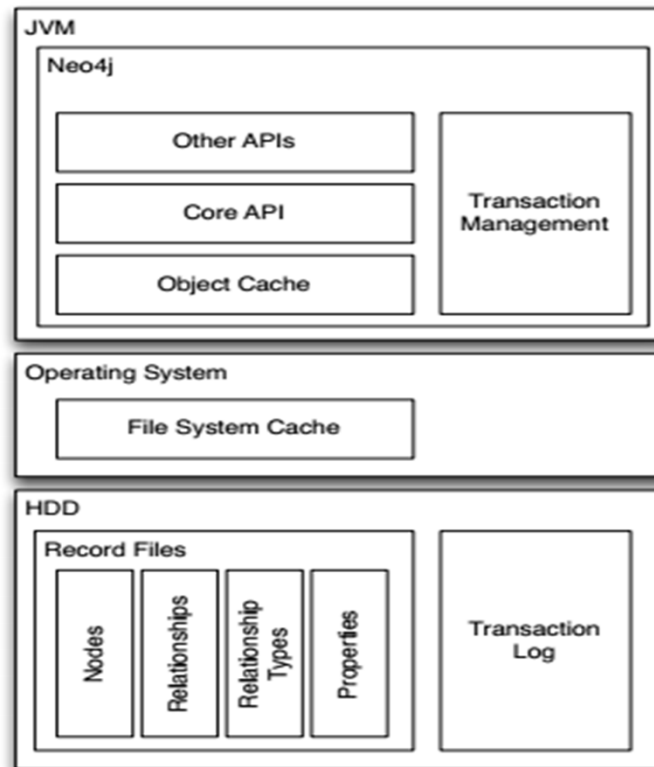 JVM
Neo4j
Other APIs
Core API
Object Cache
Transaction
Management
Operating System
File System Cache
HDD
Record Files
Nodes
Relationships
Relationship
Types
Properties
Transaction
Log